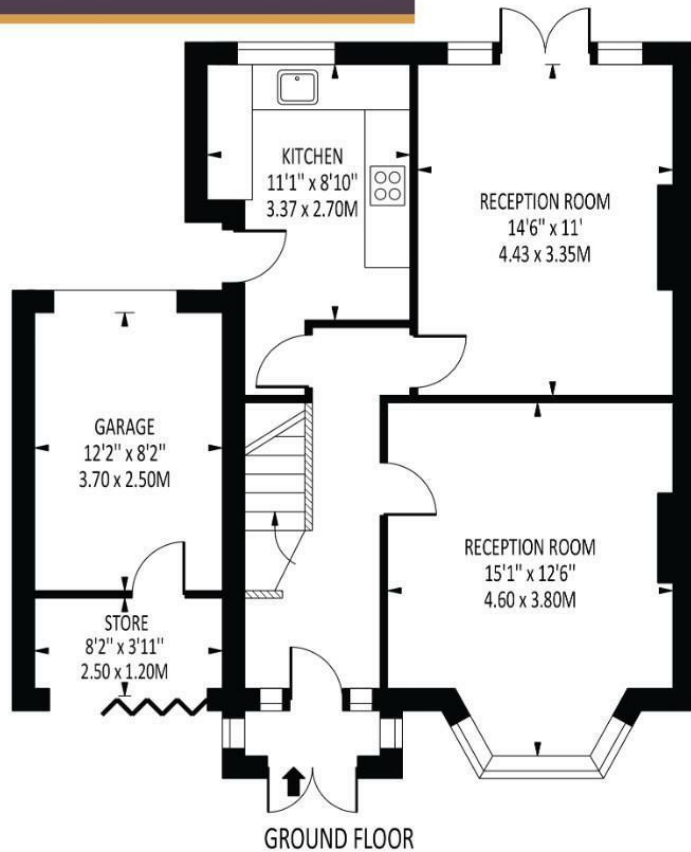 KITCHEN
11'1" x 8'10"
3.37 x 2.70M
RECEPTION ROOM
14'6" x 11'
4.43 x 3.35M
GARAGE
12'2" x 8'2"
3.70 x 2.50M
RECEPTION ROOM
15'1" x 12'6"
4.60 x 3.80M
STORE
8'2" x 3'11"
2.50 x 1.20M
GROUND FLOOR